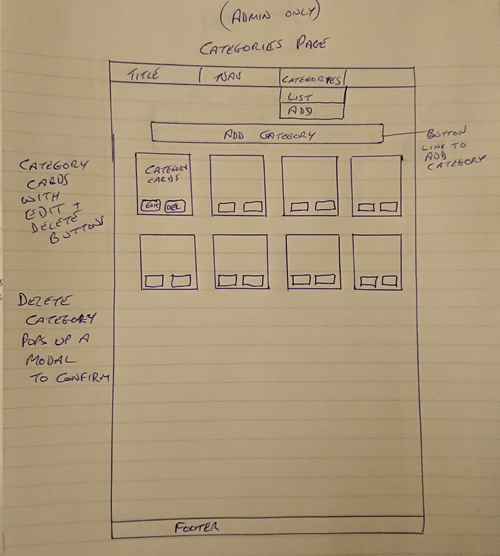 (ADMIN ONLY)
CATEGORIES PAGE
TITLE
NAV
CATEGORIES
LIST
ADD
ADD CATEGORY
BUTTON
LINK TO
ADD
CATEGORY
CATEGORY
CARDS
WITH
EDIT +
DELETE
BUTTONS
CATEGORY
CARDS
EDIT
DEL
DELETE
CATEGORY
POPS UP A
MODAL
TO CONFIRM
FOOTER